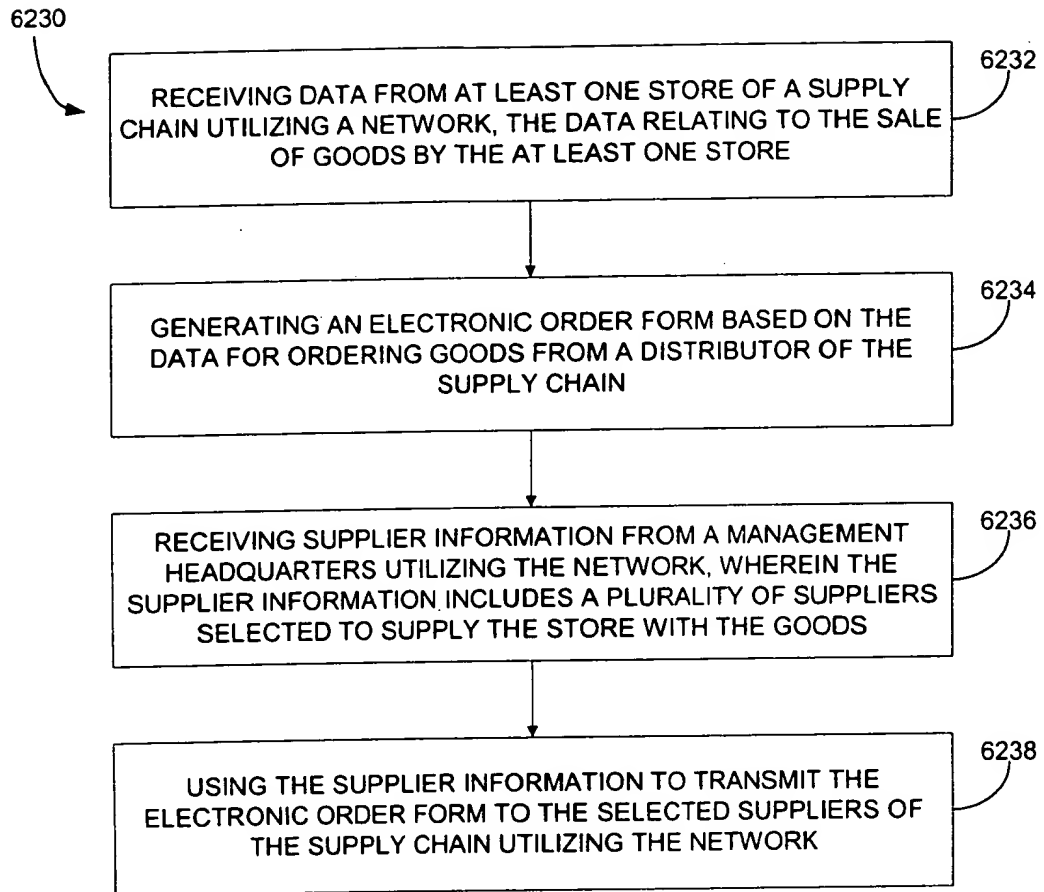 6230
6232
RECEIVING DATA FROM AT LEAST ONE STORE OF A SUPPLY
CHAIN UTILIZING A NETWORK, THE DATA RELATING TO THE SALE
OF GOODS BY THE AT LEAST ONE STORE
6234
GENERATING AN ELECTRONIC ORDER FORM BASED ON THE
DATA FOR ORDERING GOODS FROM A DISTRIBUTOR OF THE
SUPPLY CHAIN
6236
RECEIVING SUPPLIER INFORMATION FROM A MANAGEMENT
HEADQUARTERS UTILIZING THE NETWORK, WHEREIN THE
SUPPLIER INFORMATION INCLUDES A PLURALITY OF SUPPLIERS
SELECTED TO SUPPLY THE STORE WITH THE GOODS
6238
USING THE SUPPLIER INFORMATION TO TRANSMIT THE
ELECTRONIC ORDER FORM TO THE SELECTED SUPPLIERS OF
THE SUPPLY CHAIN UTILIZING THE NETWORK